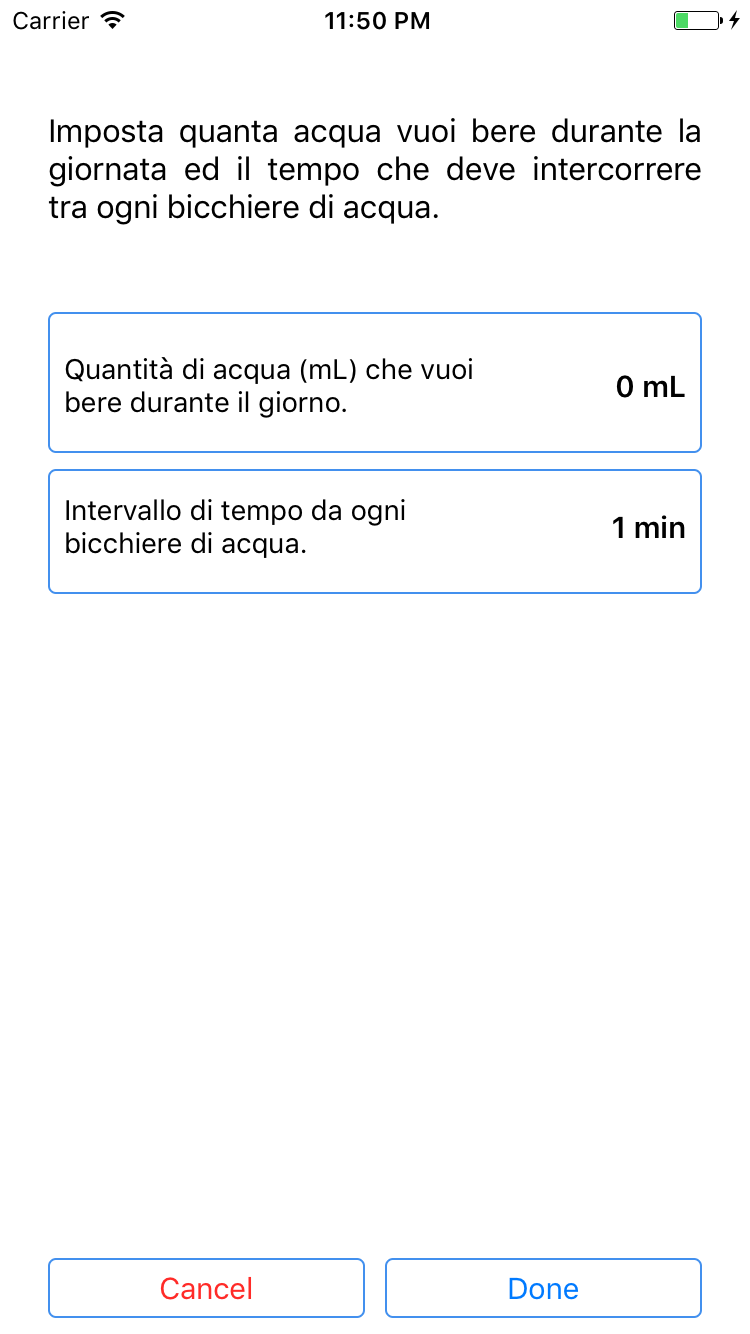 Carrier 11:50 PM
Imposta quanta acqua vuoi bere durante la
giornata ed il tempo che deve intercorrere
tra ogni bicchiere di acqua.
Quantità di acqua (mL) che vuoi
bere durante il giorno.
0 mL
Intervallo di tempo da ogni
bicchiere di acqua.
1 min
Cancel
Done